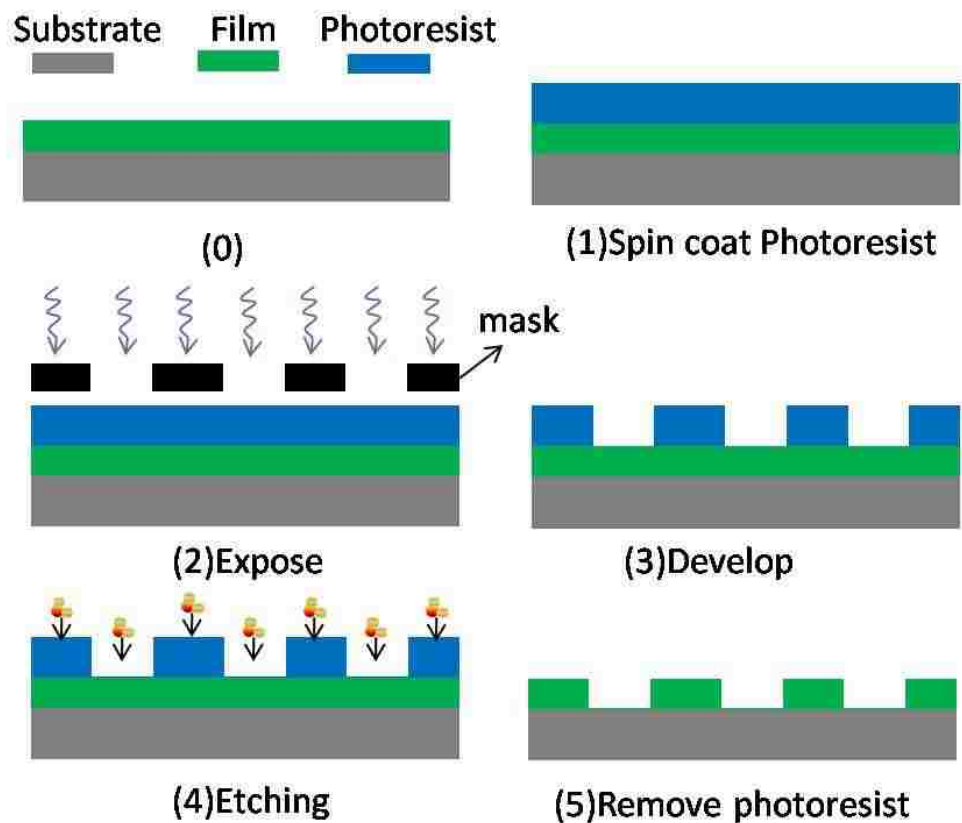 Substrate Film Photoresist
(0)
(1)Spin coat Photoresist
mask
(2)Expose
(3)Develop
(4)Etching
(5)Remove photoresist